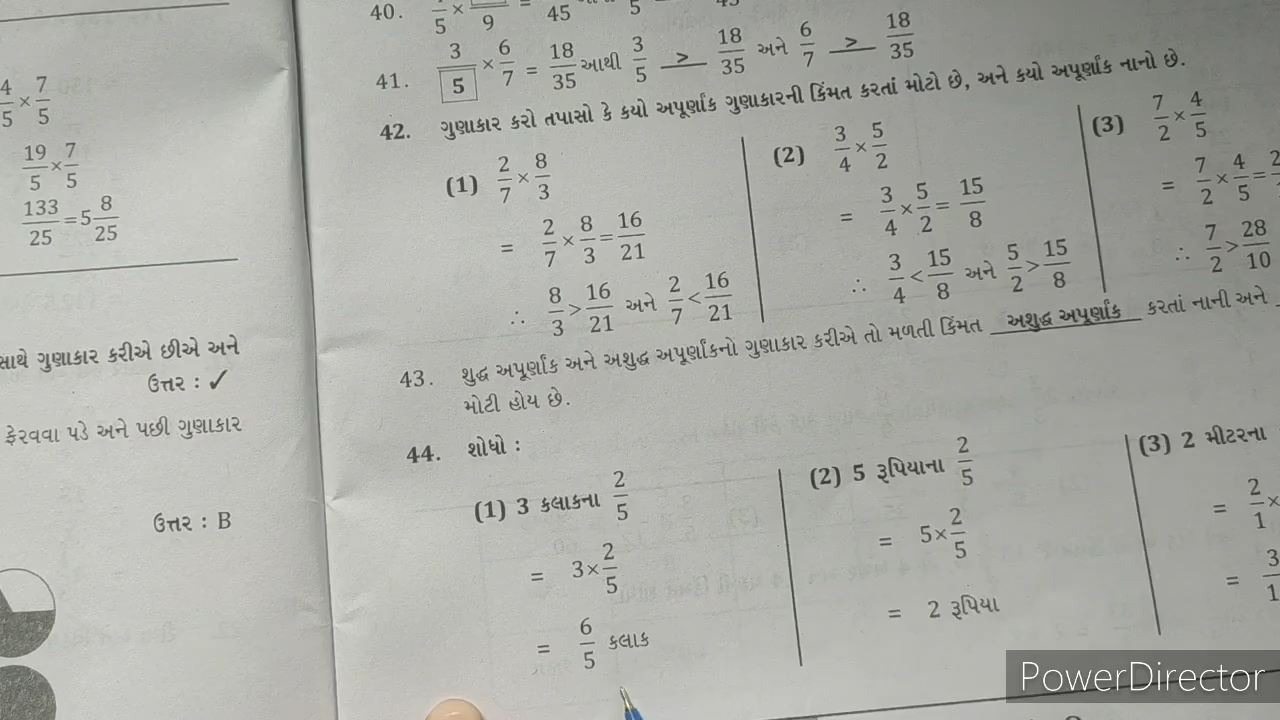 4/5 × 7/5
19/5 × 7/5
133/25 = 5 8/25
સાથે ગુણાકાર કરીએ છીએ અને
ઉત્તર : ✓
ફેરવવા પડે અને પછી ગુણાકાર
ઉત્તર : B
40. 5 × 9 = 45 5 45
41. 3/5 × 6/7 = 18/35 આથી 3/5 > 18/35 અને 6/7 > 18/35
42. ગુણાકાર કરો તપાસો કે કયો અપૂર્ણાંક ગુણાકારની કિંમત કરતાં મોટો છે, અને કયો અપૂર્ણાંક નાનો છે.
(1) 2/7 × 8/3
= 2/7 × 8/3 = 16/21
∴ 8/3 > 16/21 અને 2/7 < 16/21
(2) 3/4 × 5/2
= 3/4 × 5/2 = 15/8
∴ 3/4 < 15/8 અને 5/2 > 15/8
(3) 7/2 × 4/5
= 7/2 × 4/5 =
∴ 7/2 > 28/10
43. શુદ્ધ અપૂર્ણાંક અને અશુદ્ધ અપૂર્ણાંકનો ગુણાકાર કરીએ તો મળતી કિંમત અશુદ્ધ અપૂર્ણાંક કરતાં નાની અને
મોટી હોય છે.
44. શોધો :
(1) 3 કલાકના 2/5
= 3 × 2/5
= 6/5 કલાક
(2) 5 રૂપિયાના 2/5
= 5 × 2/5
= 2 રૂપિયા
(3) 2 મીટરના
= 2/1 ×
= 3/1
PowerDirector